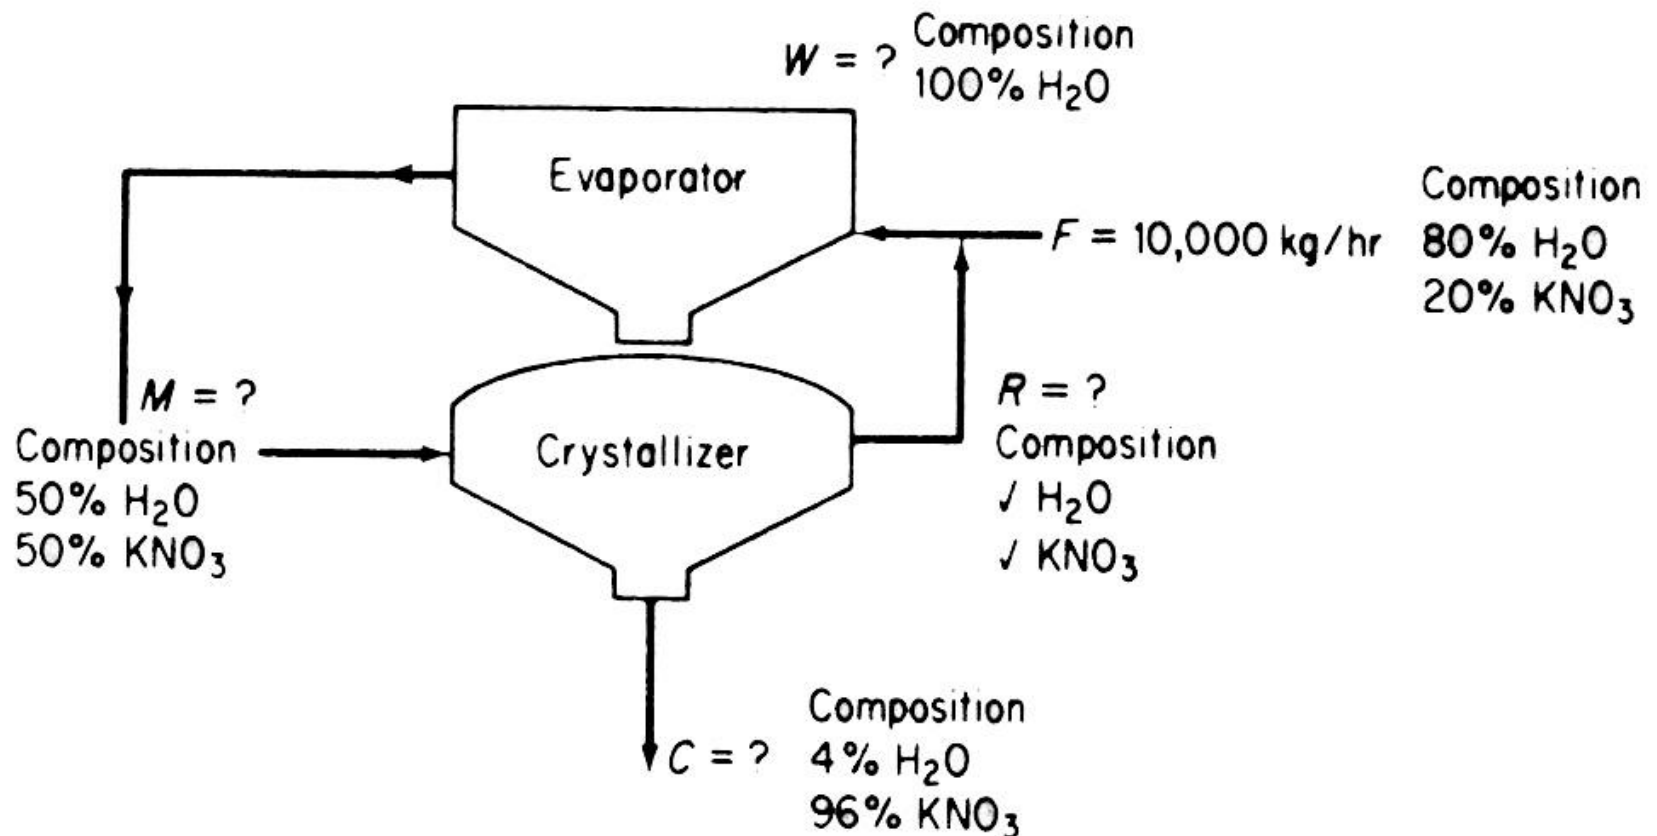 W = ? Composition
100% H₂O
Evaporator
Composition
F = 10,000 kg/hr 80% H₂O
20% KNO₃
M = ?
Composition
50% H₂O
50% KNO₃
Crystallizer
R = ?
Composition
✓ H₂O
✓ KNO₃
Composition
C = ? 4% H₂O
96% KNO₃